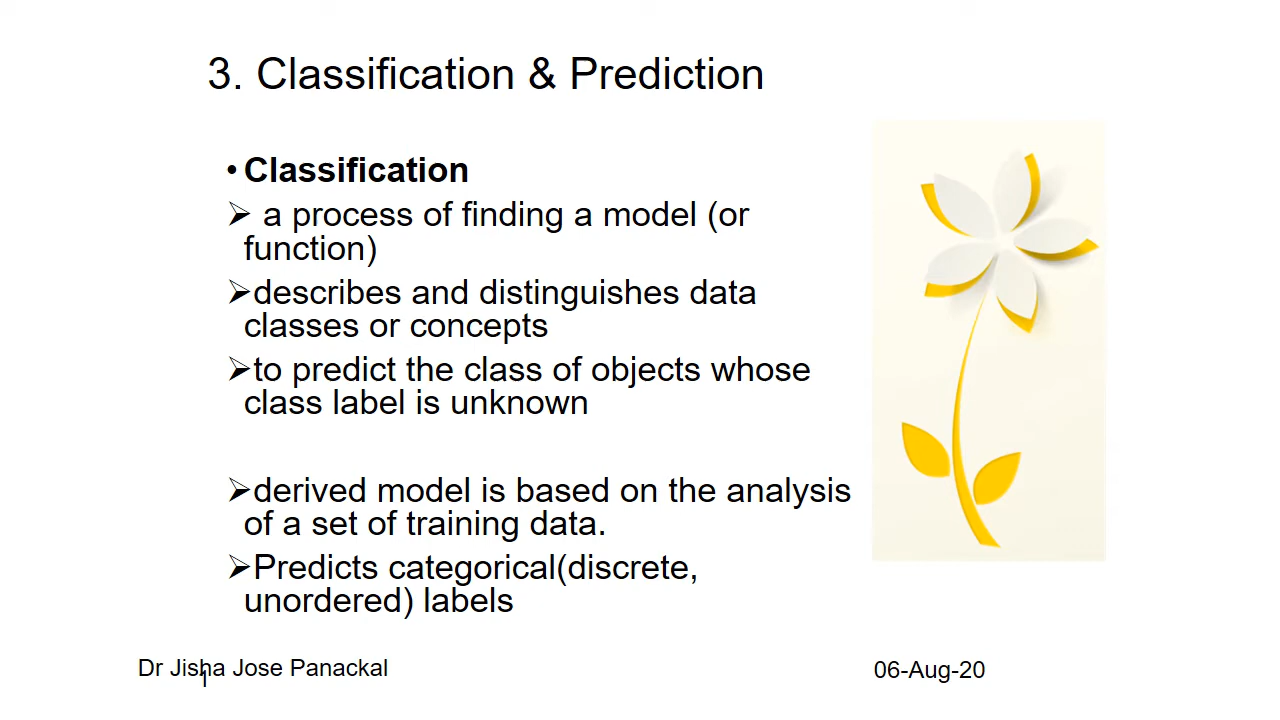 3. Classification & Prediction
• Classification
➢ a process of finding a model (or
function)
➢describes and distinguishes data
classes or concepts
➢to predict the class of objects whose
class label is unknown
➢derived model is based on the analysis
of a set of training data.
➢Predicts categorical(discrete,
unordered) labels
Dr Jisha Jose Panackal
1
06-Aug-20